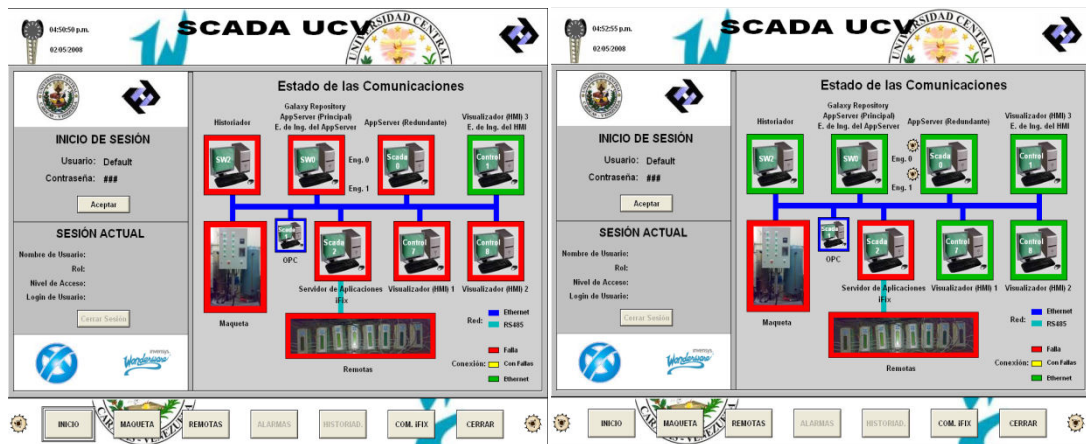 04:50:50 p.m.
02/05/2008
SCADA UCV
UNIVERSIDAD CENTRAL
INICIO DE SESIÓN
Usuario: Default
Contraseña: ###
Aceptar
SESIÓN ACTUAL
Nombre de Usuario:
Rol:
Nivel de Acceso:
Login de Usuario:
Cerrar Sesión
invensys
Wonderware
Estado de las Comunicaciones
Historiador
Galaxy Repository
AppServer (Principal)
E. de Ing. del AppServer
AppServer (Redundante)
Visualizador (HMI) 3
E. de Ing. del HMI
SW2
SW0
Eng. 0
Eng. 1
Scada 0
Control 1
Scada 1
OPC
Scada 2
Control 7
Control 8
Maqueta
Servidor de Aplicaciones
iFix
Visualizador (HMI) 1
Visualizador (HMI) 2
Remotas
Red:
Ethernet
RS485
Conexión:
Falla
Con Fallas
Ethernet
INICIO
MAQUETA
REMOTAS
ALARMAS
HISTORIAD.
COM. iFIX
CERRAR
04:52:55 p.m.
02/05/2008
SCADA UCV
UNIVERSIDAD CENTRAL
INICIO DE SESIÓN
Usuario: Default
Contraseña: ###
Aceptar
SESIÓN ACTUAL
Nombre de Usuario:
Rol:
Nivel de Acceso:
Login de Usuario:
Cerrar Sesión
invensys
Wonderware
Estado de las Comunicaciones
Historiador
Galaxy Repository
AppServer (Principal)
E. de Ing. del AppServer
AppServer (Redundante)
Visualizador (HMI) 3
E. de Ing. del HMI
SW2
SW0
Eng. 0
Eng. 1
Scada 0
Control 1
Scada 1
OPC
Scada 2
Control 7
Control 8
Maqueta
Servidor de Aplicaciones
iFix
Visualizador (HMI) 1
Visualizador (HMI) 2
Remotas
Red:
Ethernet
RS485
Conexión:
Falla
Con Fallas
Ethernet
INICIO
MAQUETA
REMOTAS
ALARMAS
HISTORIAD.
COM. iFIX
CERRAR